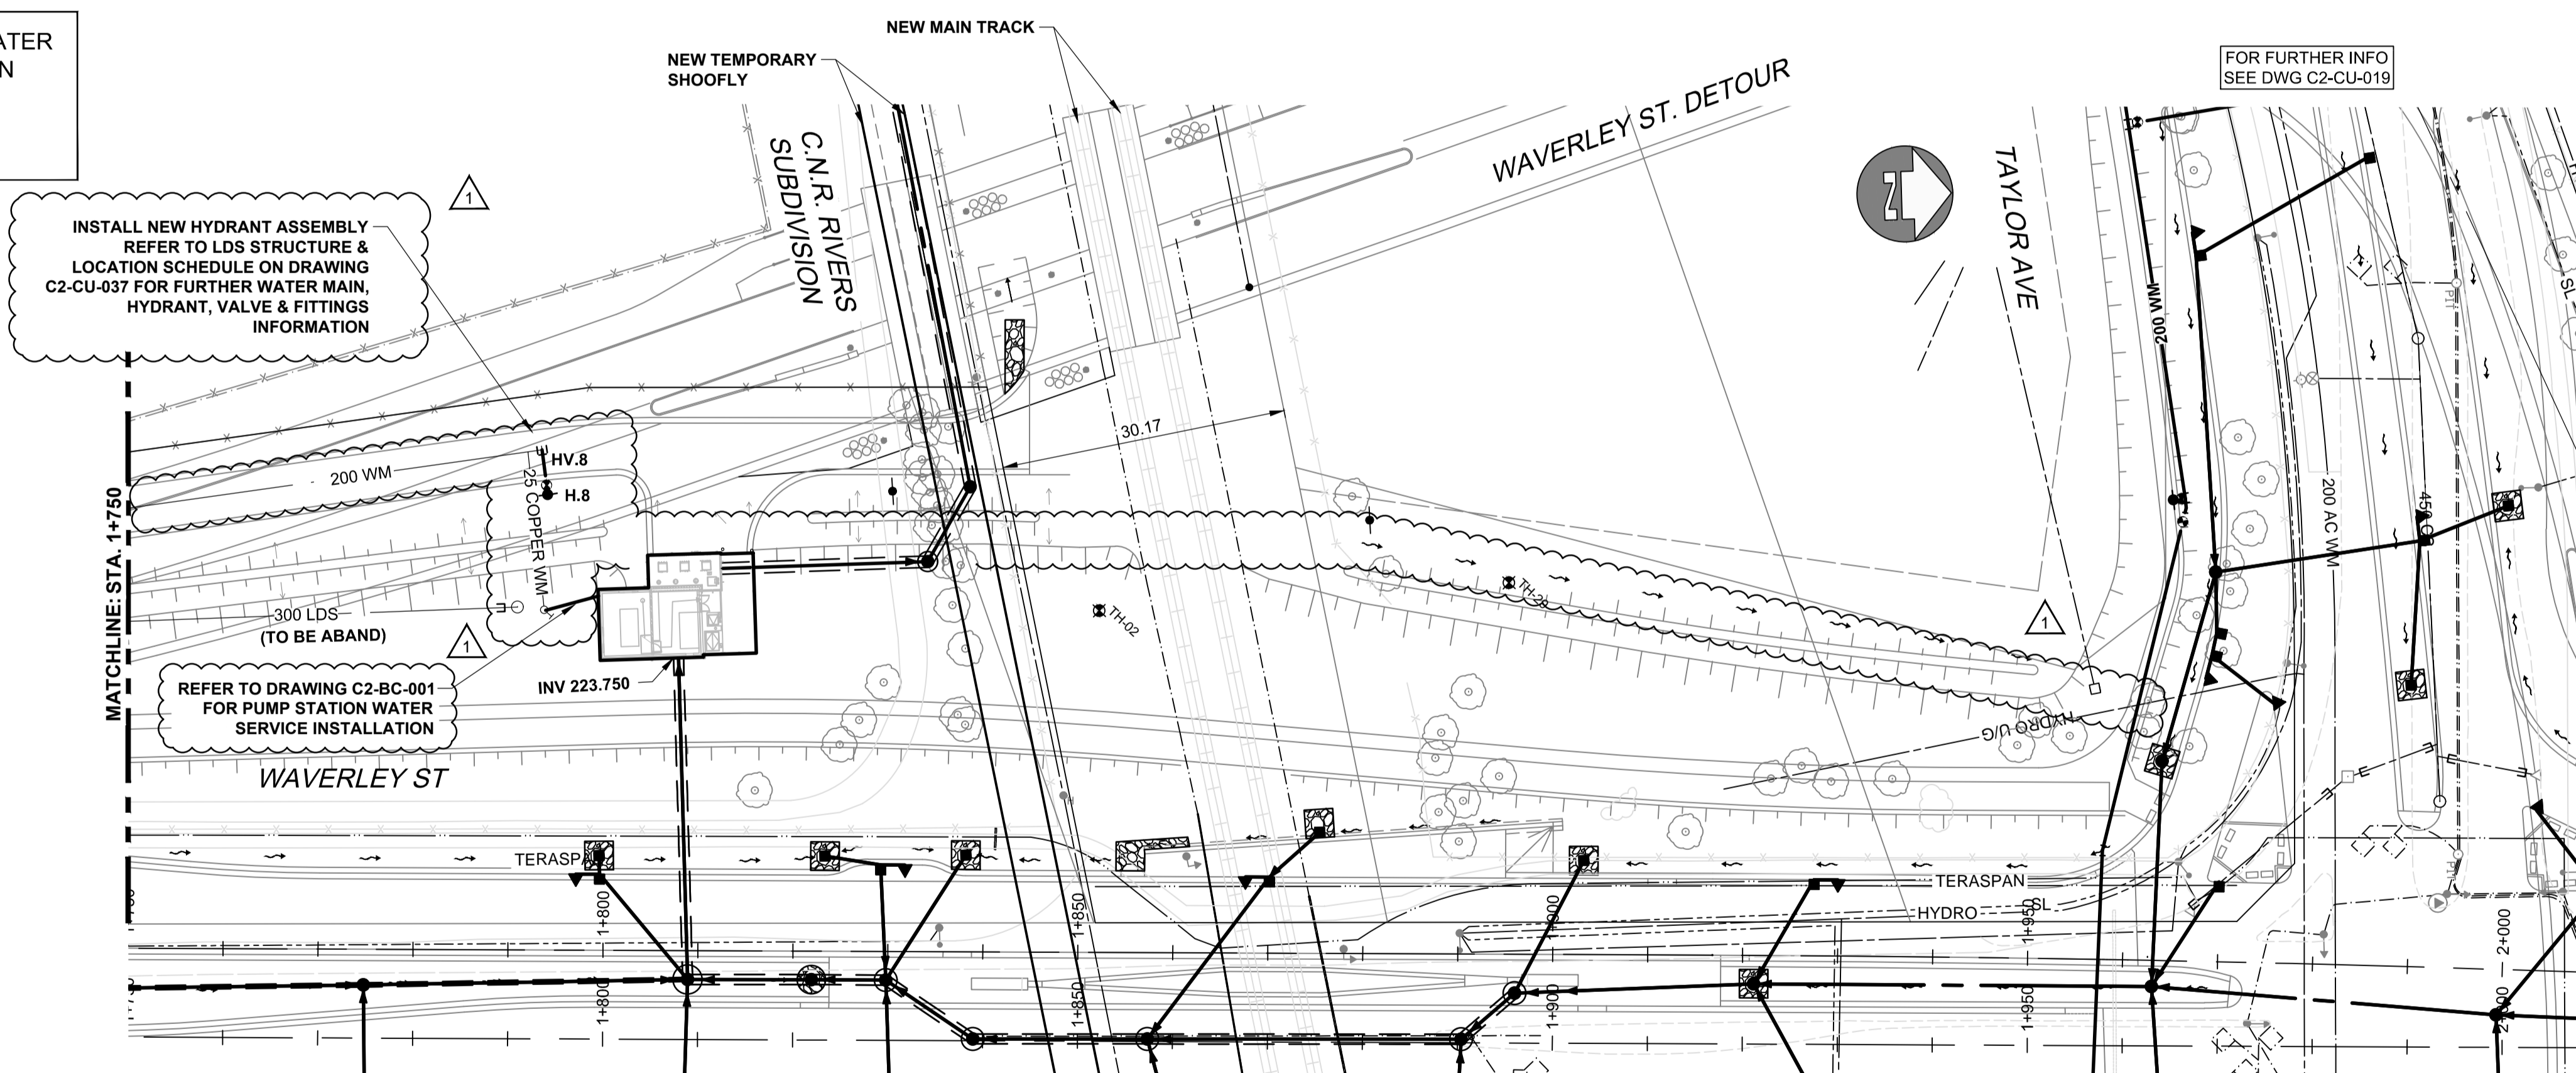 ATER
N
NEW MAIN TRACK
NEW TEMPORARY
SHOOFLY
FOR FURTHER INFO
SEE DWG C2-CU-019
WAVERLEY ST. DETOUR
C.N.R. RIVERS
SUBDIVISION
TAYLOR AVE
N
1
INSTALL NEW HYDRANT ASSEMBLY
REFER TO LDS STRUCTURE &
LOCATION SCHEDULE ON DRAWING
C2-CU-037 FOR FURTHER WATER MAIN,
HYDRANT, VALVE & FITTINGS
INFORMATION
200 WM
30.17
200 WM
HV.8
H.8
25 COPPER WM
200 AC WM
MATCHLINE: STA. 1+750
300 LDS
(TO BE ABAND)
1
TH-02
1
REFER TO DRAWING C2-BC-001
FOR PUMP STATION WATER
SERVICE INSTALLATION
INV 223.750
HYDRO U/G
WAVERLEY ST
TERASPAN
TERASPAN
HYDRO
SL
SL
1+800
1+850
1+900
1+950
2+000
1+800
1+850
1+900
1+950
2+000